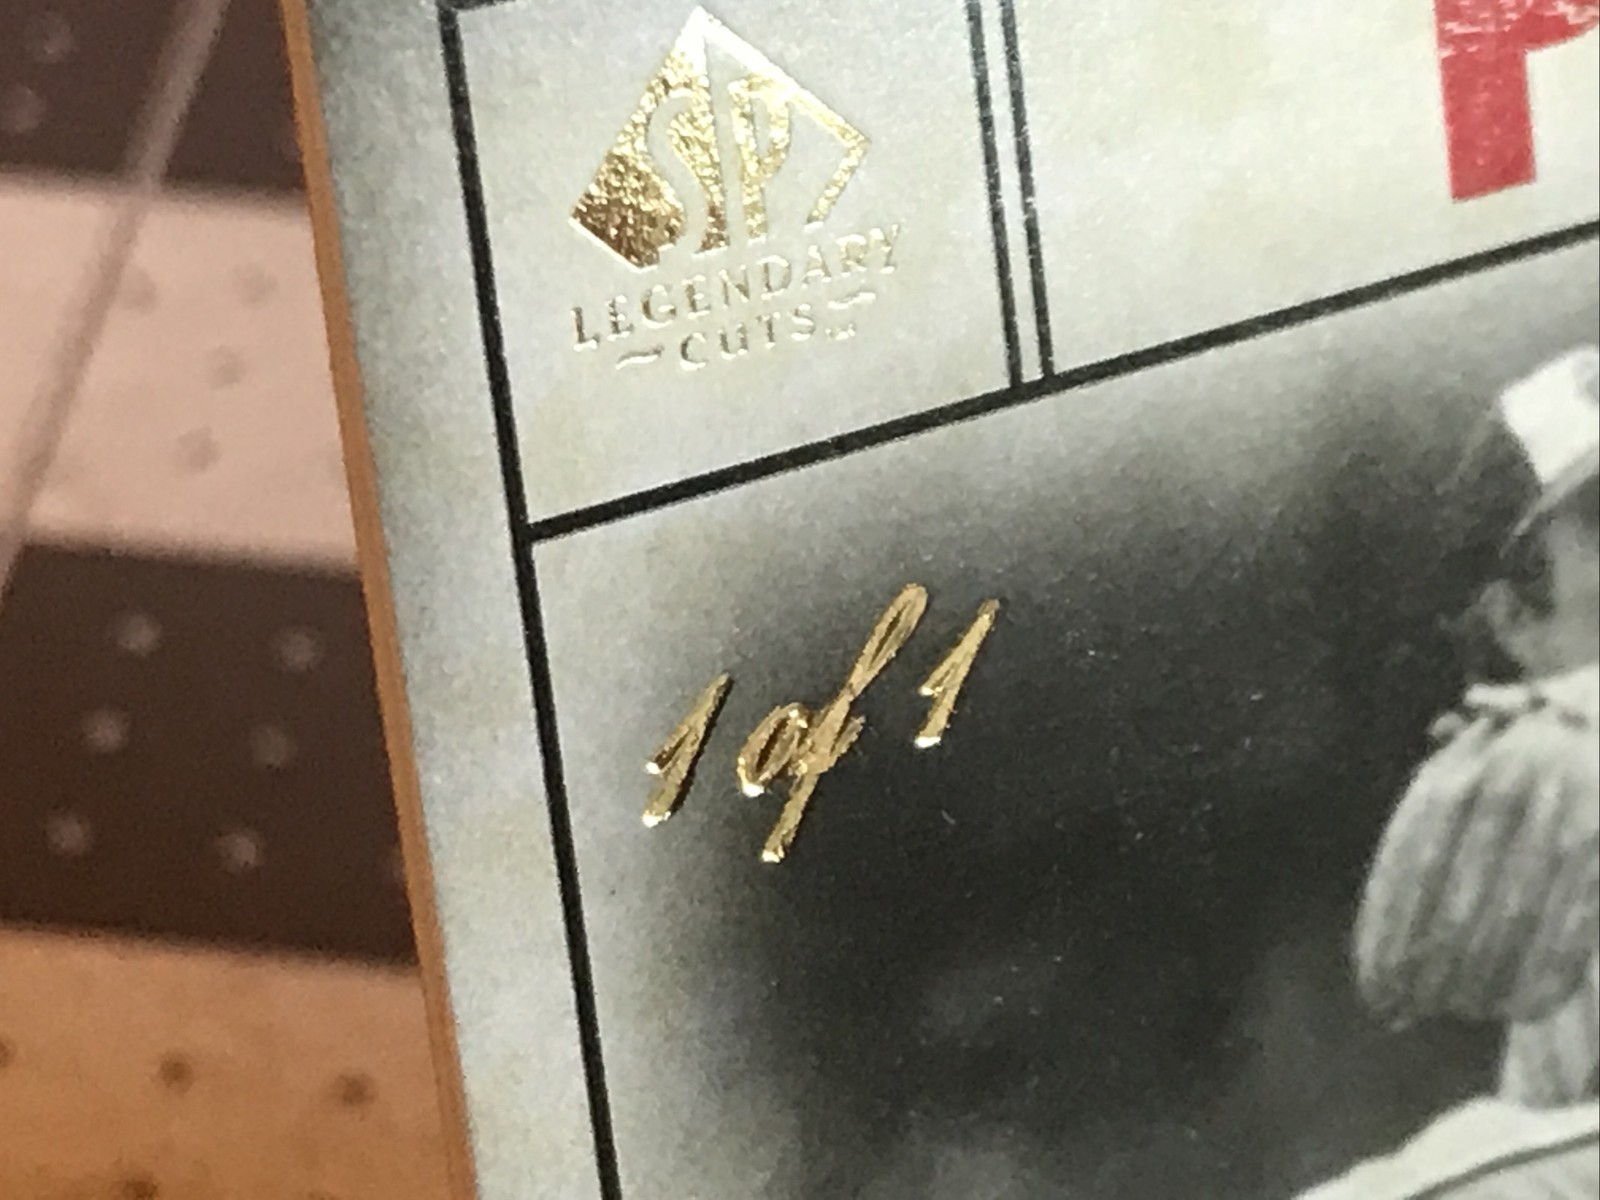 SP
LEGENDARY
CUTS
P
1 of 1